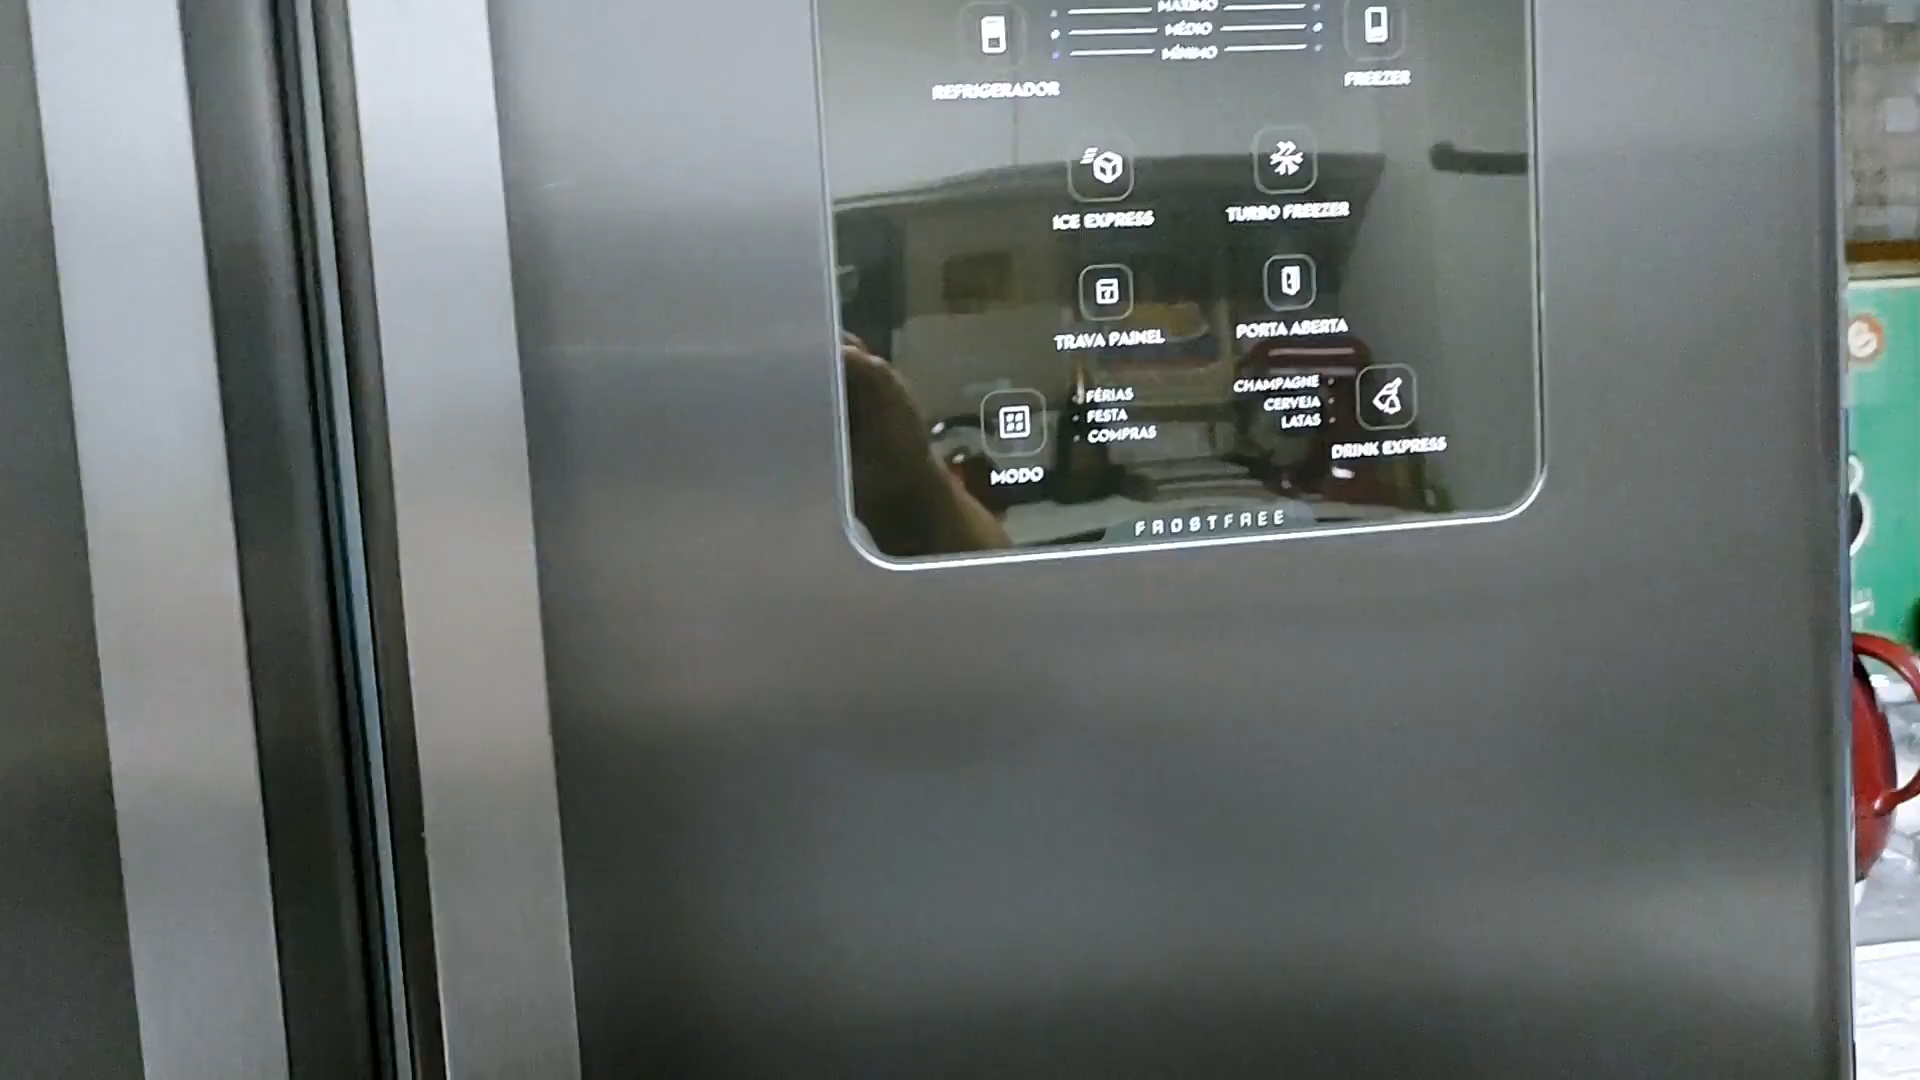 MÁXIMO
MÉDIO
MÍNIMO
REFRIGERADOR
FREEZER
ICE EXPRESS
TURBO FREEZER
TRAVA PAINEL
PORTA ABERTA
FÉRIAS
FESTA
COMPRAS
MODO
CHAMPAGNE
CERVEJA
LATAS
DRINK EXPRESS
FROSTFREE